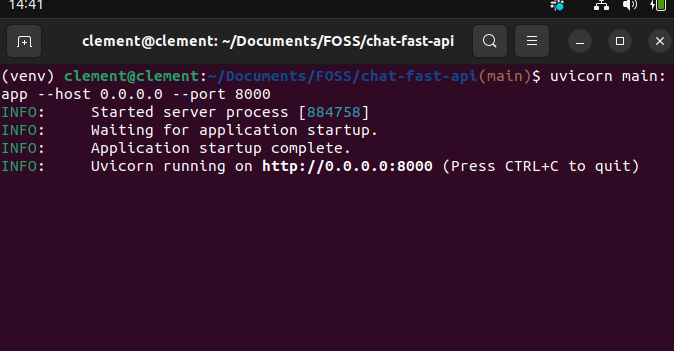 14:41
clement@clement: ~/Documents/FOSS/chat-fast-api
(venv) clement@clement:~/Documents/FOSS/chat-fast-api(main)$ uvicorn main:
app --host 0.0.0.0 --port 8000
INFO:     Started server process [884758]
INFO:     Waiting for application startup.
INFO:     Application startup complete.
INFO:     Uvicorn running on http://0.0.0.0:8000 (Press CTRL+C to quit)